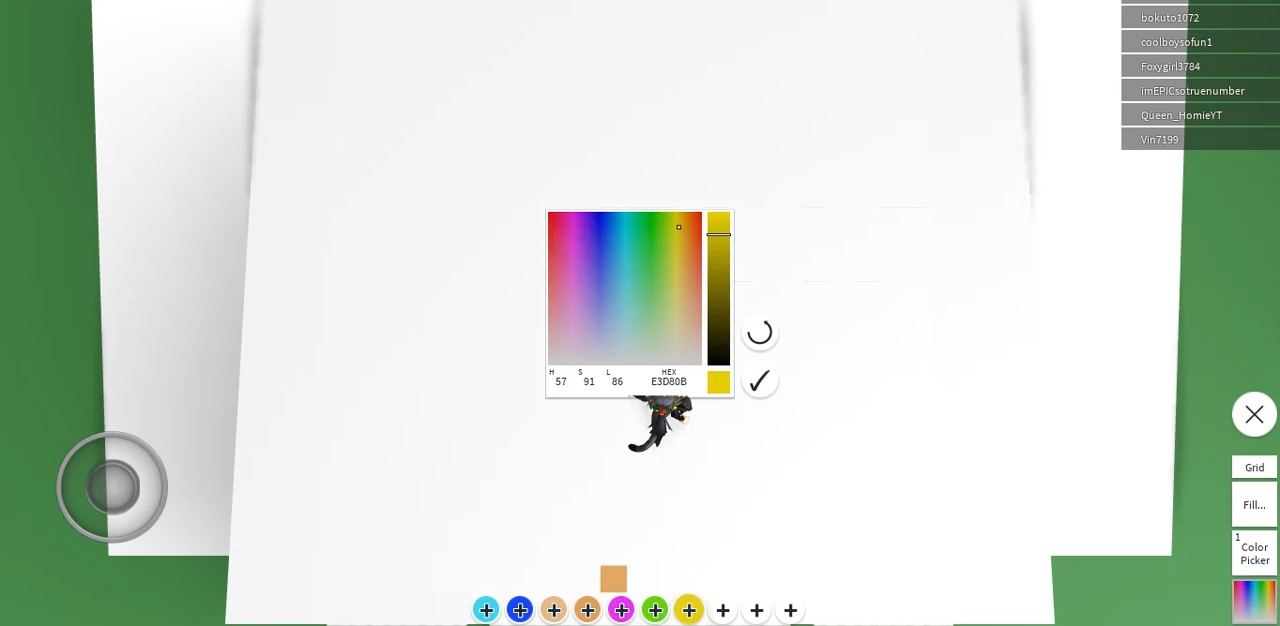 bokuto1072
coolboysofun1
Foxygirl3784
imEPICsotruenumber
Queen_HomieYT
Vin7199
H S L HEX
57 91 86 E3D80B
Grid
Fill...
1
Color
Picker